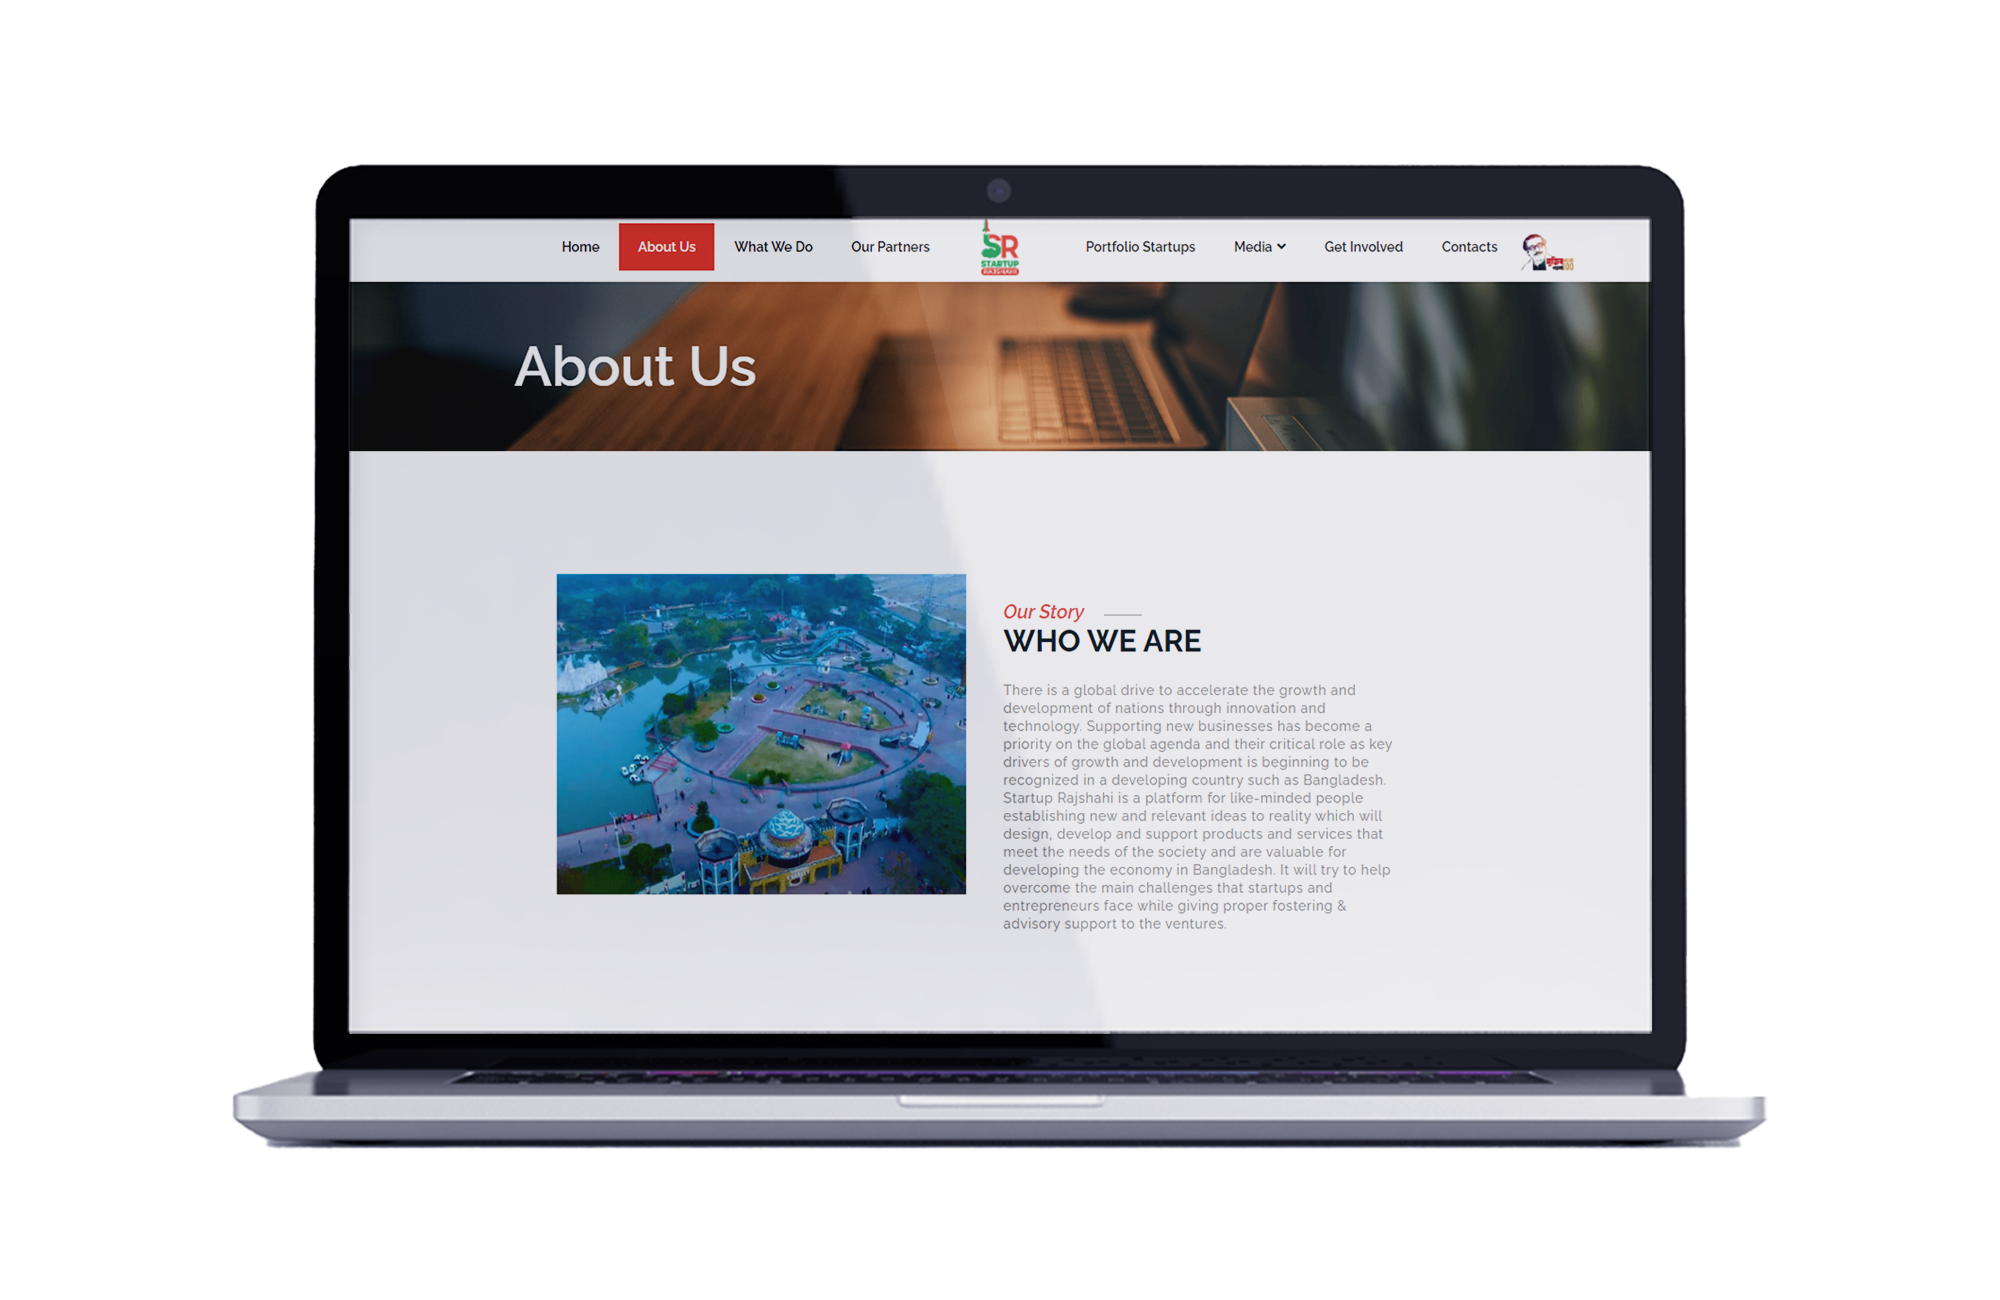 Home About Us What We Do Our Partners
SR
STARTUP
RAJSHAHI
Portfolio Startups Media Get Involved Contacts
About Us
Our Story
WHO WE ARE
There is a global drive to accelerate the growth and
development of nations through innovation and
technology. Supporting new businesses has become a
priority on the global agenda and their critical role as key
drivers of growth and development is beginning to be
recognized in a developing country such as Bangladesh.
Startup Rajshahi is a platform for like-minded people
establishing new and relevant ideas to reality which will
design, develop and support products and services that
meet the needs of the society and are valuable for
developing the economy in Bangladesh. It will try to help
overcome the main challenges that startups and
entrepreneurs face while giving proper fostering &
advisory support to the ventures.